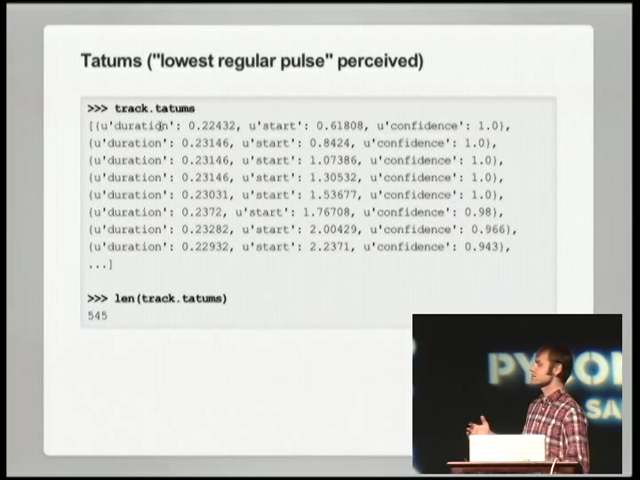 Tatums ("lowest regular pulse" perceived)
>>> track.tatums
[{u'duration': 0.22432, u'start': 0.61808, u'confidence': 1.0},
{u'duration': 0.23146, u'start': 0.8424, u'confidence': 1.0},
{u'duration': 0.23146, u'start': 1.07386, u'confidence': 1.0},
{u'duration': 0.23146, u'start': 1.30532, u'confidence': 1.0},
{u'duration': 0.23031, u'start': 1.53677, u'confidence': 1.0},
{u'duration': 0.2372, u'start': 1.76708, u'confidence': 0.98},
{u'duration': 0.23282, u'start': 2.00429, u'confidence': 0.966},
{u'duration': 0.22932, u'start': 2.2371, u'confidence': 0.943},
...]
>>> len(track.tatums)
545
PYCON
SA